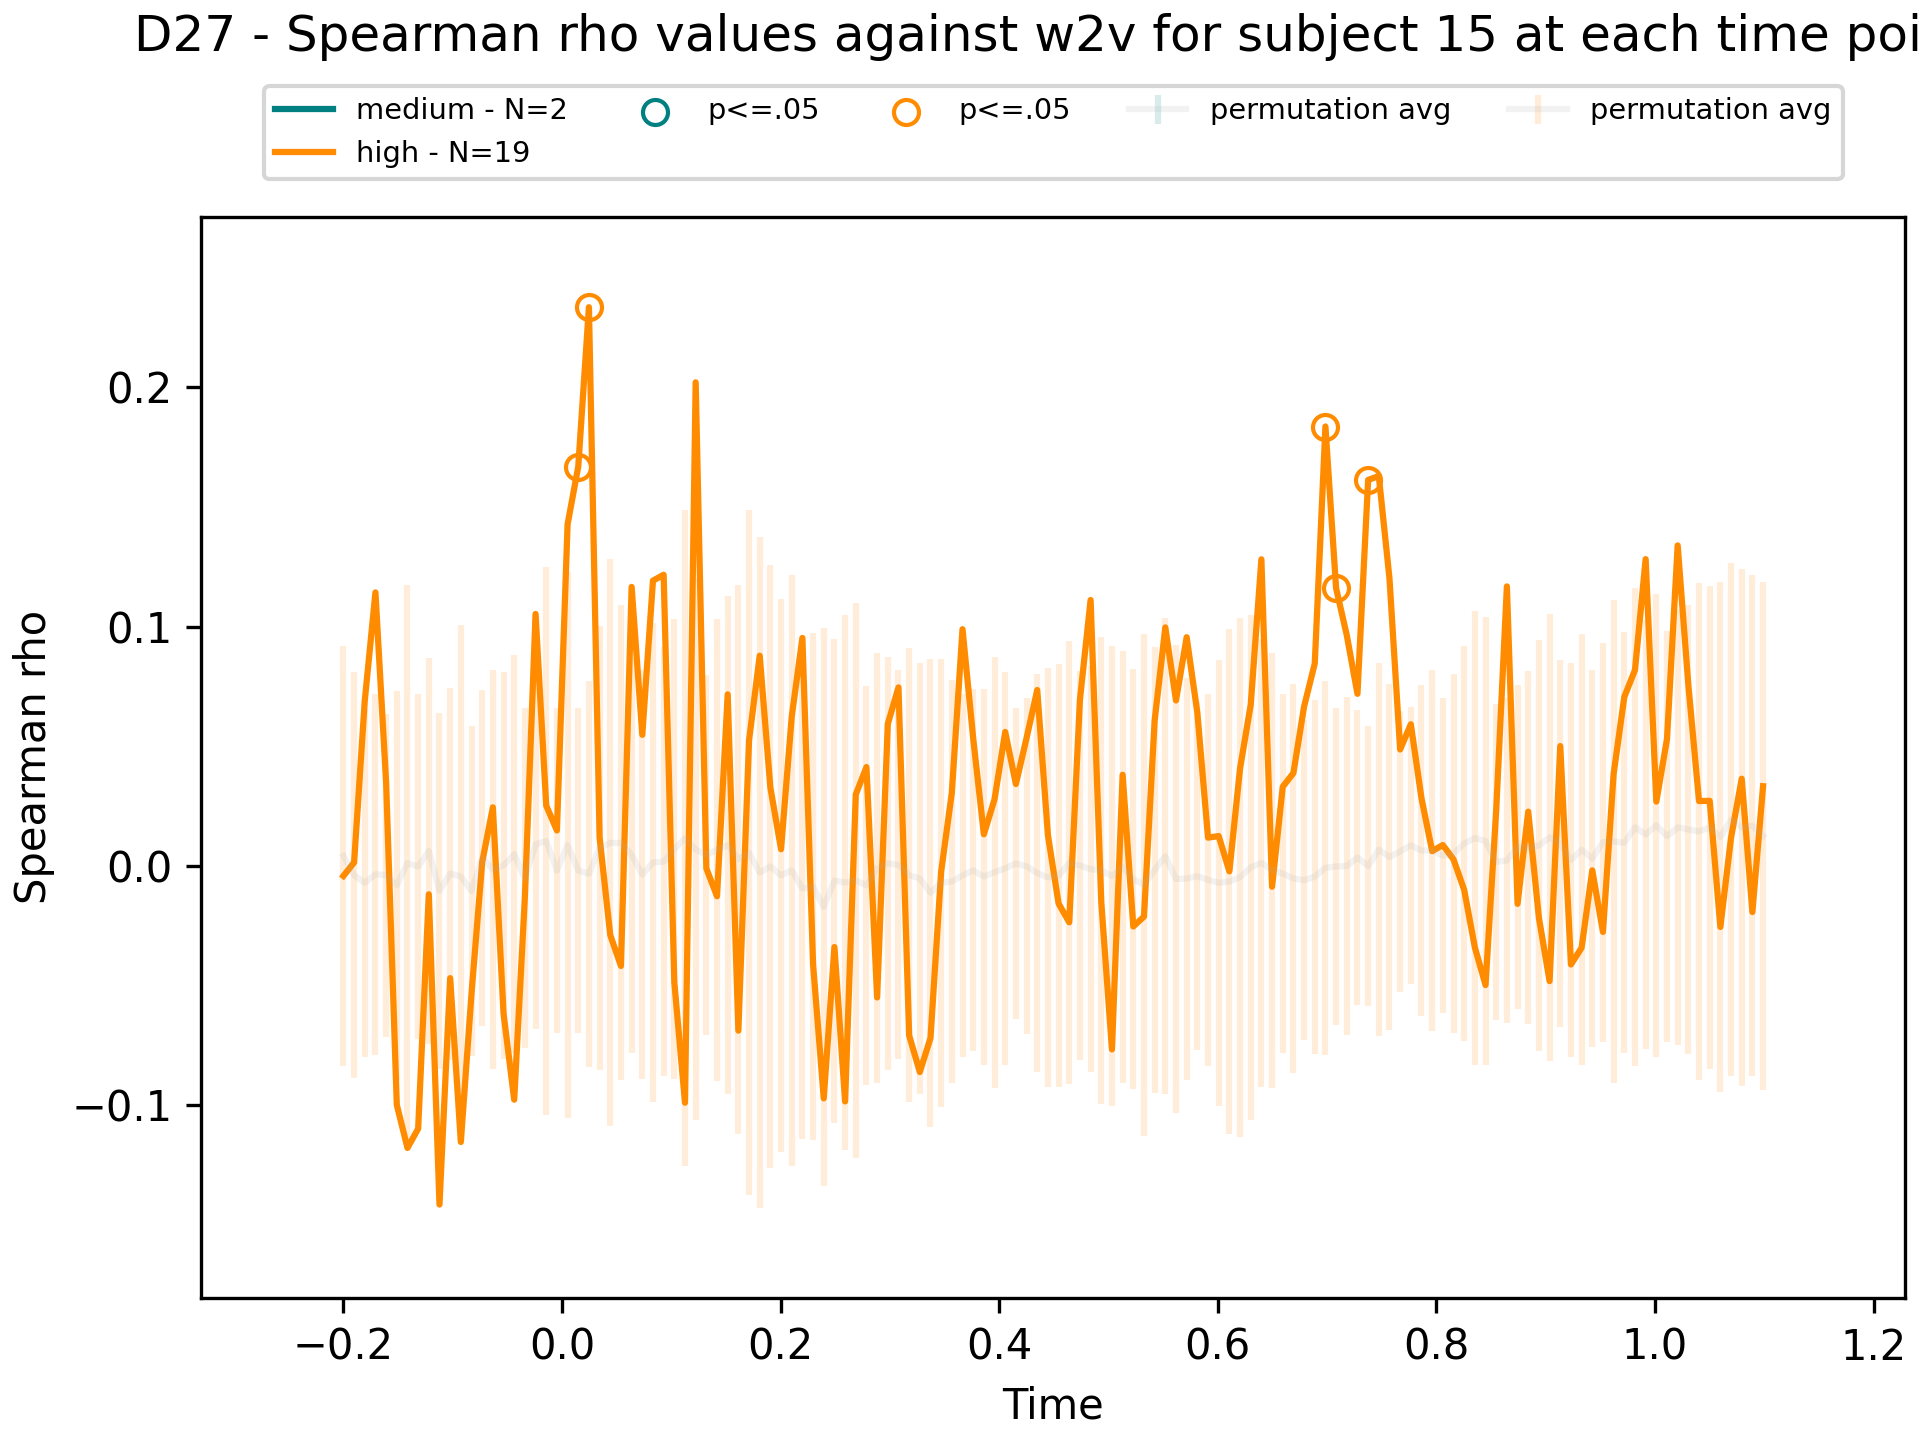 D27 - Spearman rho values against w2v for subject 15 at each time poi
medium - N=2
high - N=19
p<=.05
p<=.05
permutation avg
permutation avg
Spearman rho
0.2
0.1
0.0
−0.1
−0.2
0.0
0.2
0.4
0.6
0.8
1.0
1.2
Time